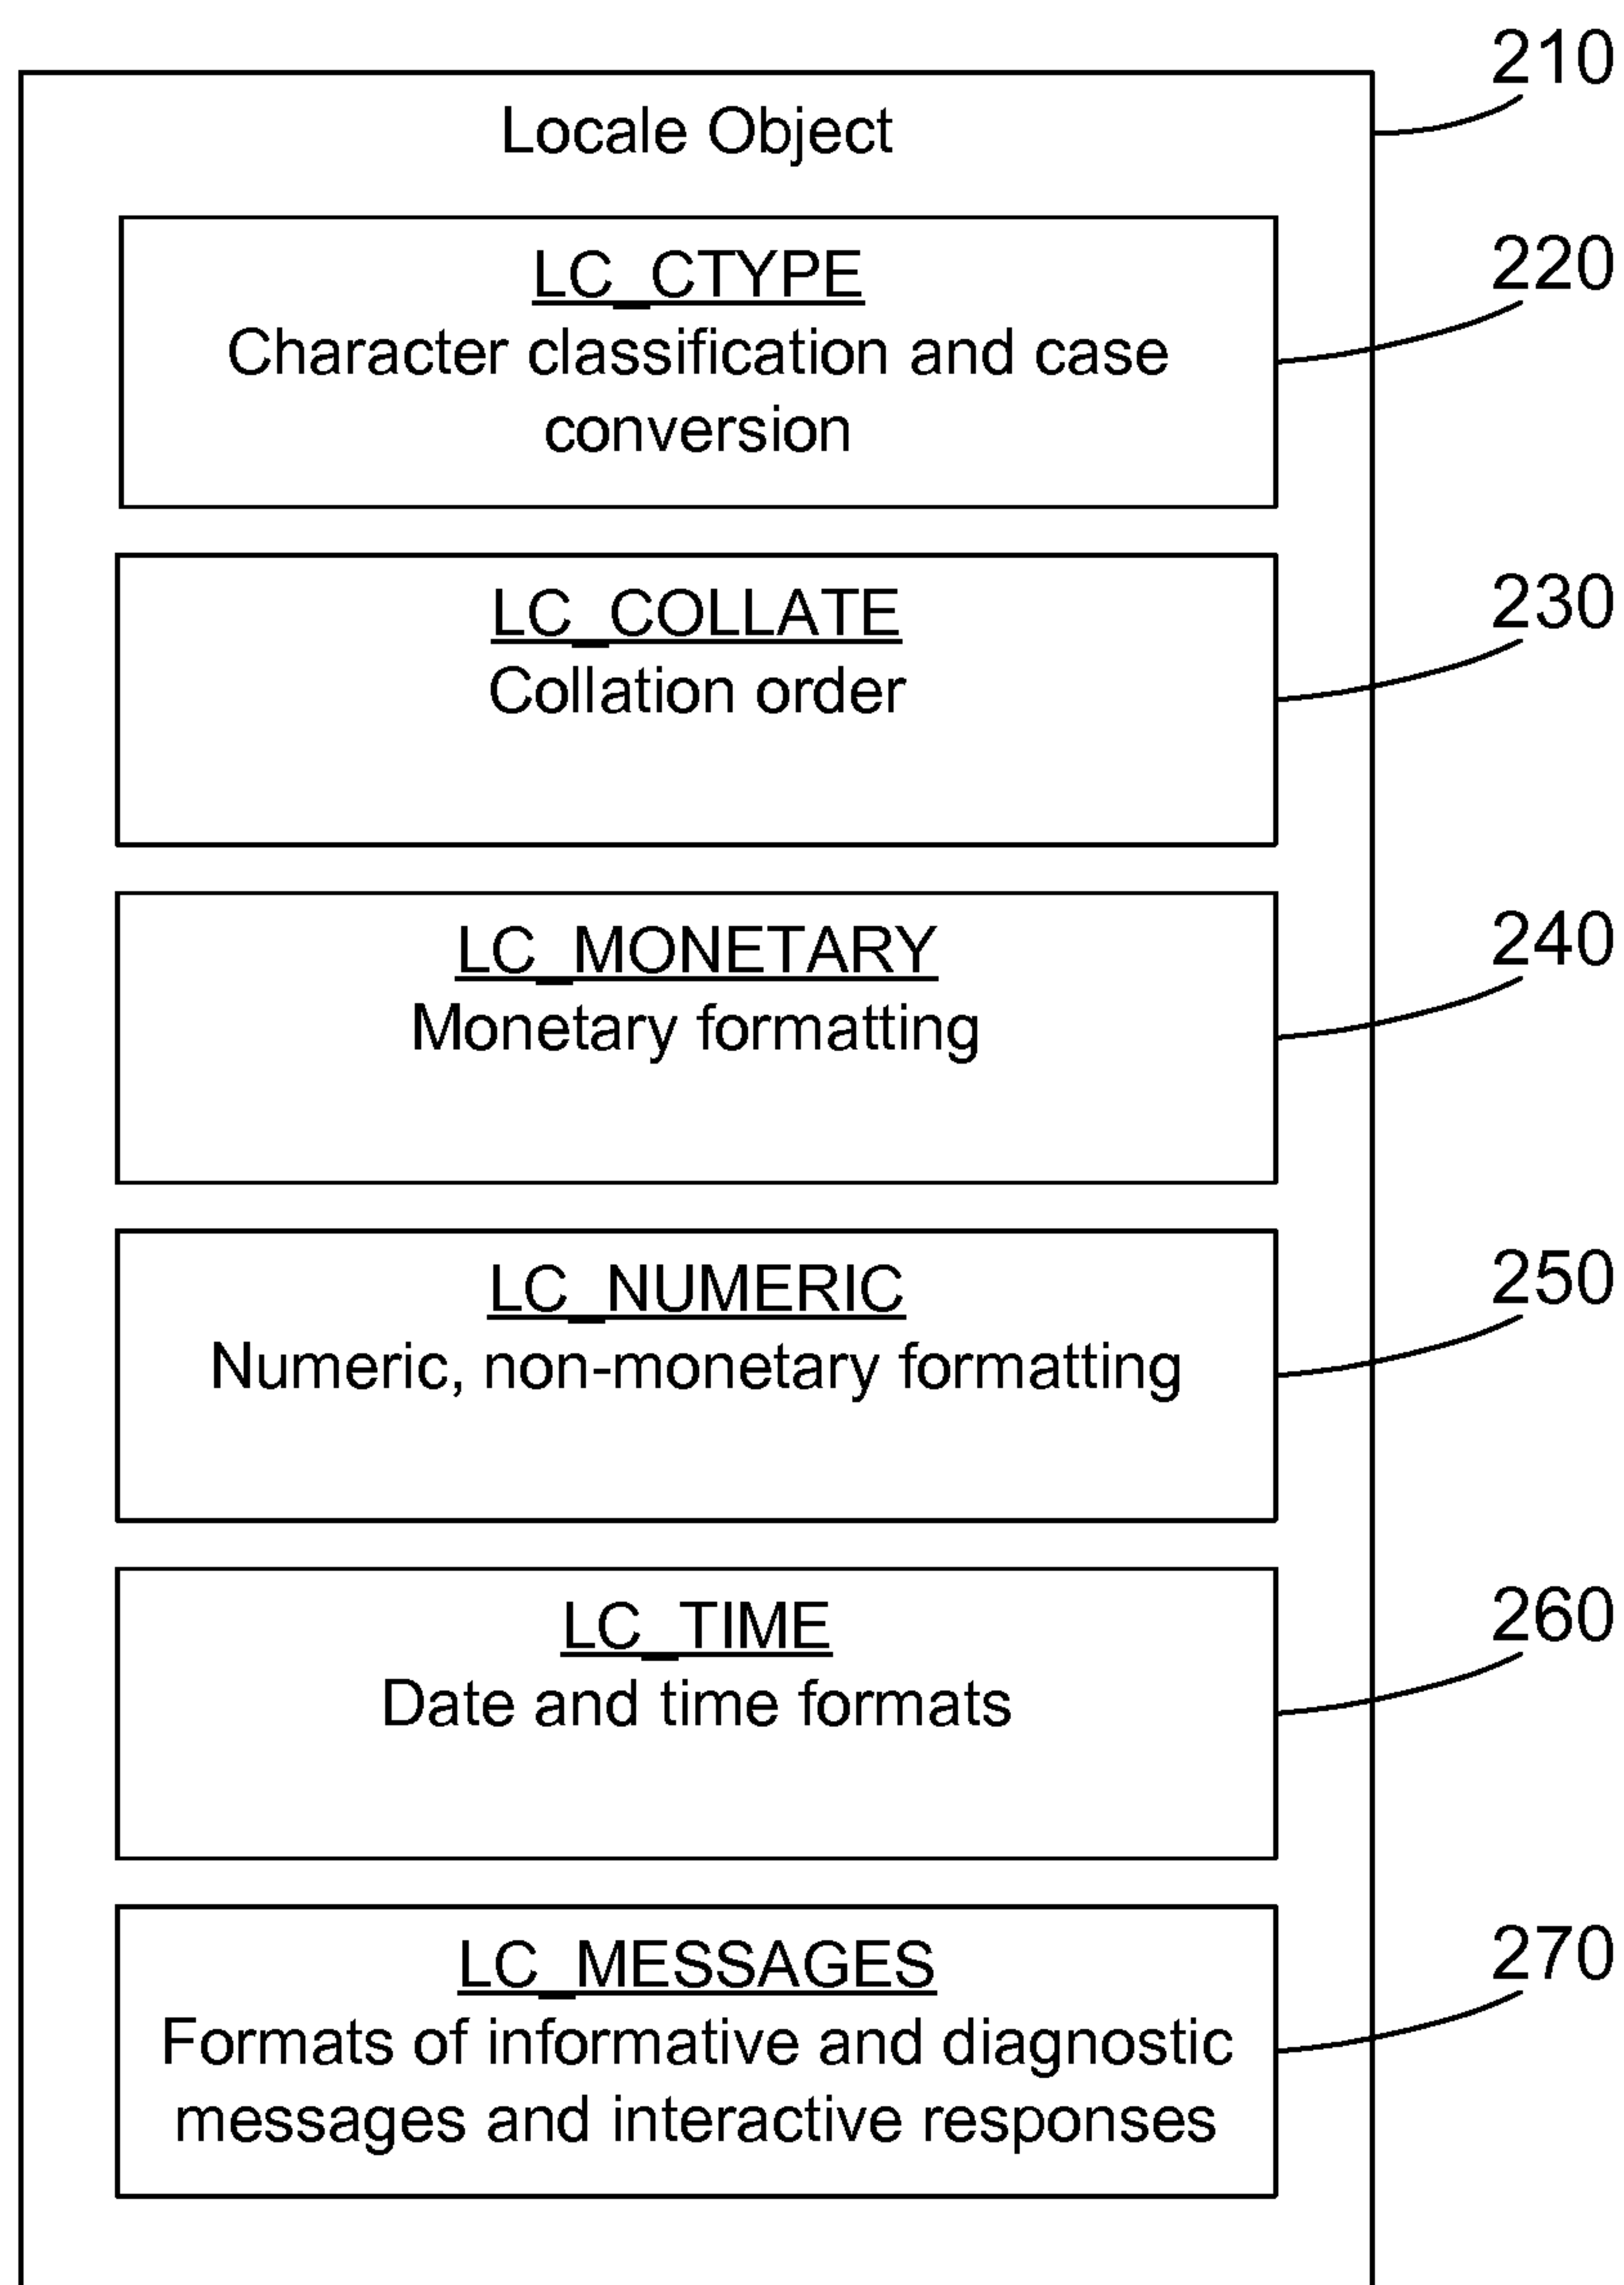 210
Locale Object
220
LC_CTYPE
Character classification and case
conversion
230
LC_COLLATE
Collation order
240
LC_MONETARY
Monetary formatting
250
LC_NUMERIC
Numeric, non-monetary formatting
260
LC_TIME
Date and time formats
270
LC_MESSAGES
Formats of informative and diagnostic
messages and interactive responses